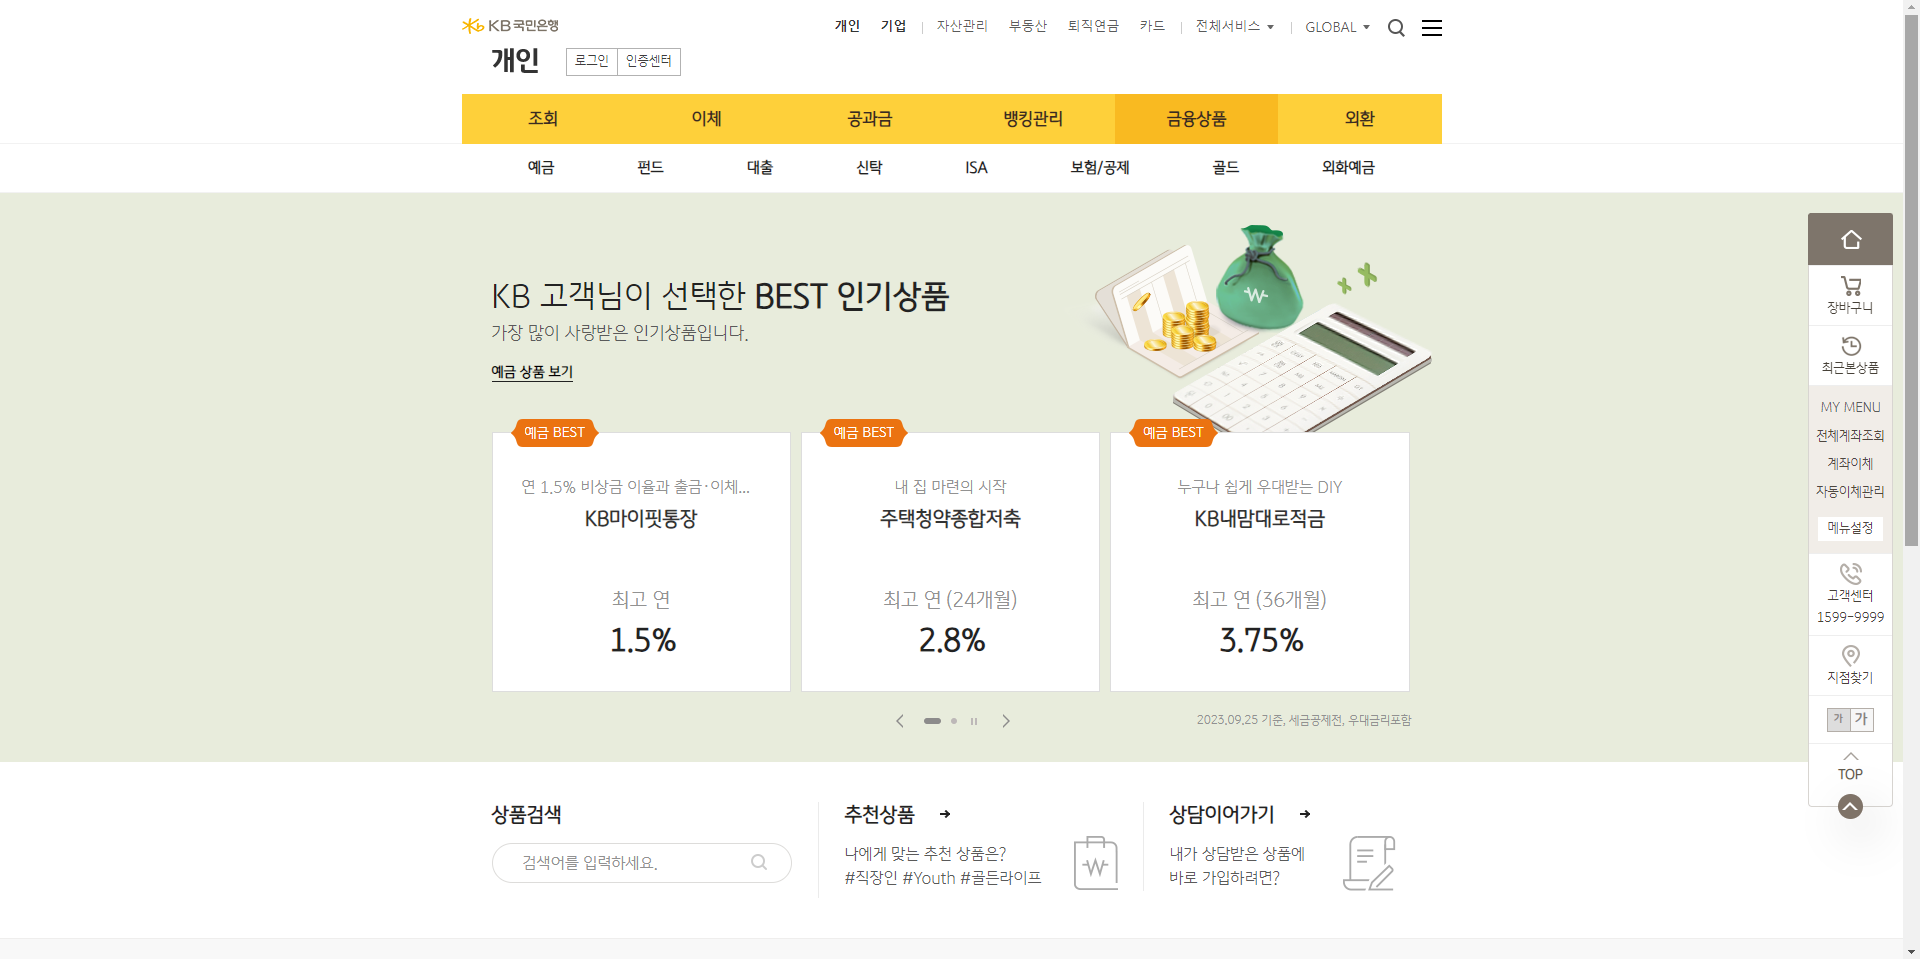 KB 국민은행
개인 기업 자산관리 부동산 퇴직연금 카드 전체서비스 GLOBAL
개인 로그인 인증센터
조회 이체 공과금 뱅킹관리 금융상품 외환
예금 펀드 대출 신탁 ISA 보험/공제 골드 외화예금
KB 고객님이 선택한 BEST 인기상품
가장 많이 사랑받은 인기상품입니다.
예금 상품 보기
예금 BEST
연 1.5% 비상금 이율과 출금·이체...
KB마이핏통장
최고 연
1.5%
예금 BEST
내 집 마련의 시작
주택청약종합저축
최고 연 (24개월)
2.8%
예금 BEST
누구나 쉽게 우대받는 DIY
KB내맘대로적금
최고 연 (36개월)
3.75%
2023.09.25 기준, 세금공제전, 우대금리포함
상품검색
검색어를 입력하세요.
추천상품
나에게 맞는 추천 상품은?
#직장인 #Youth #골든라이프
상담이어가기
내가 상담받은 상품에
바로 가입하려면?
장바구니
최근본상품
MY MENU
전체계좌조회
계좌이체
자동이체관리
메뉴설정
고객센터
1599-9999
지점찾기
가 가
TOP